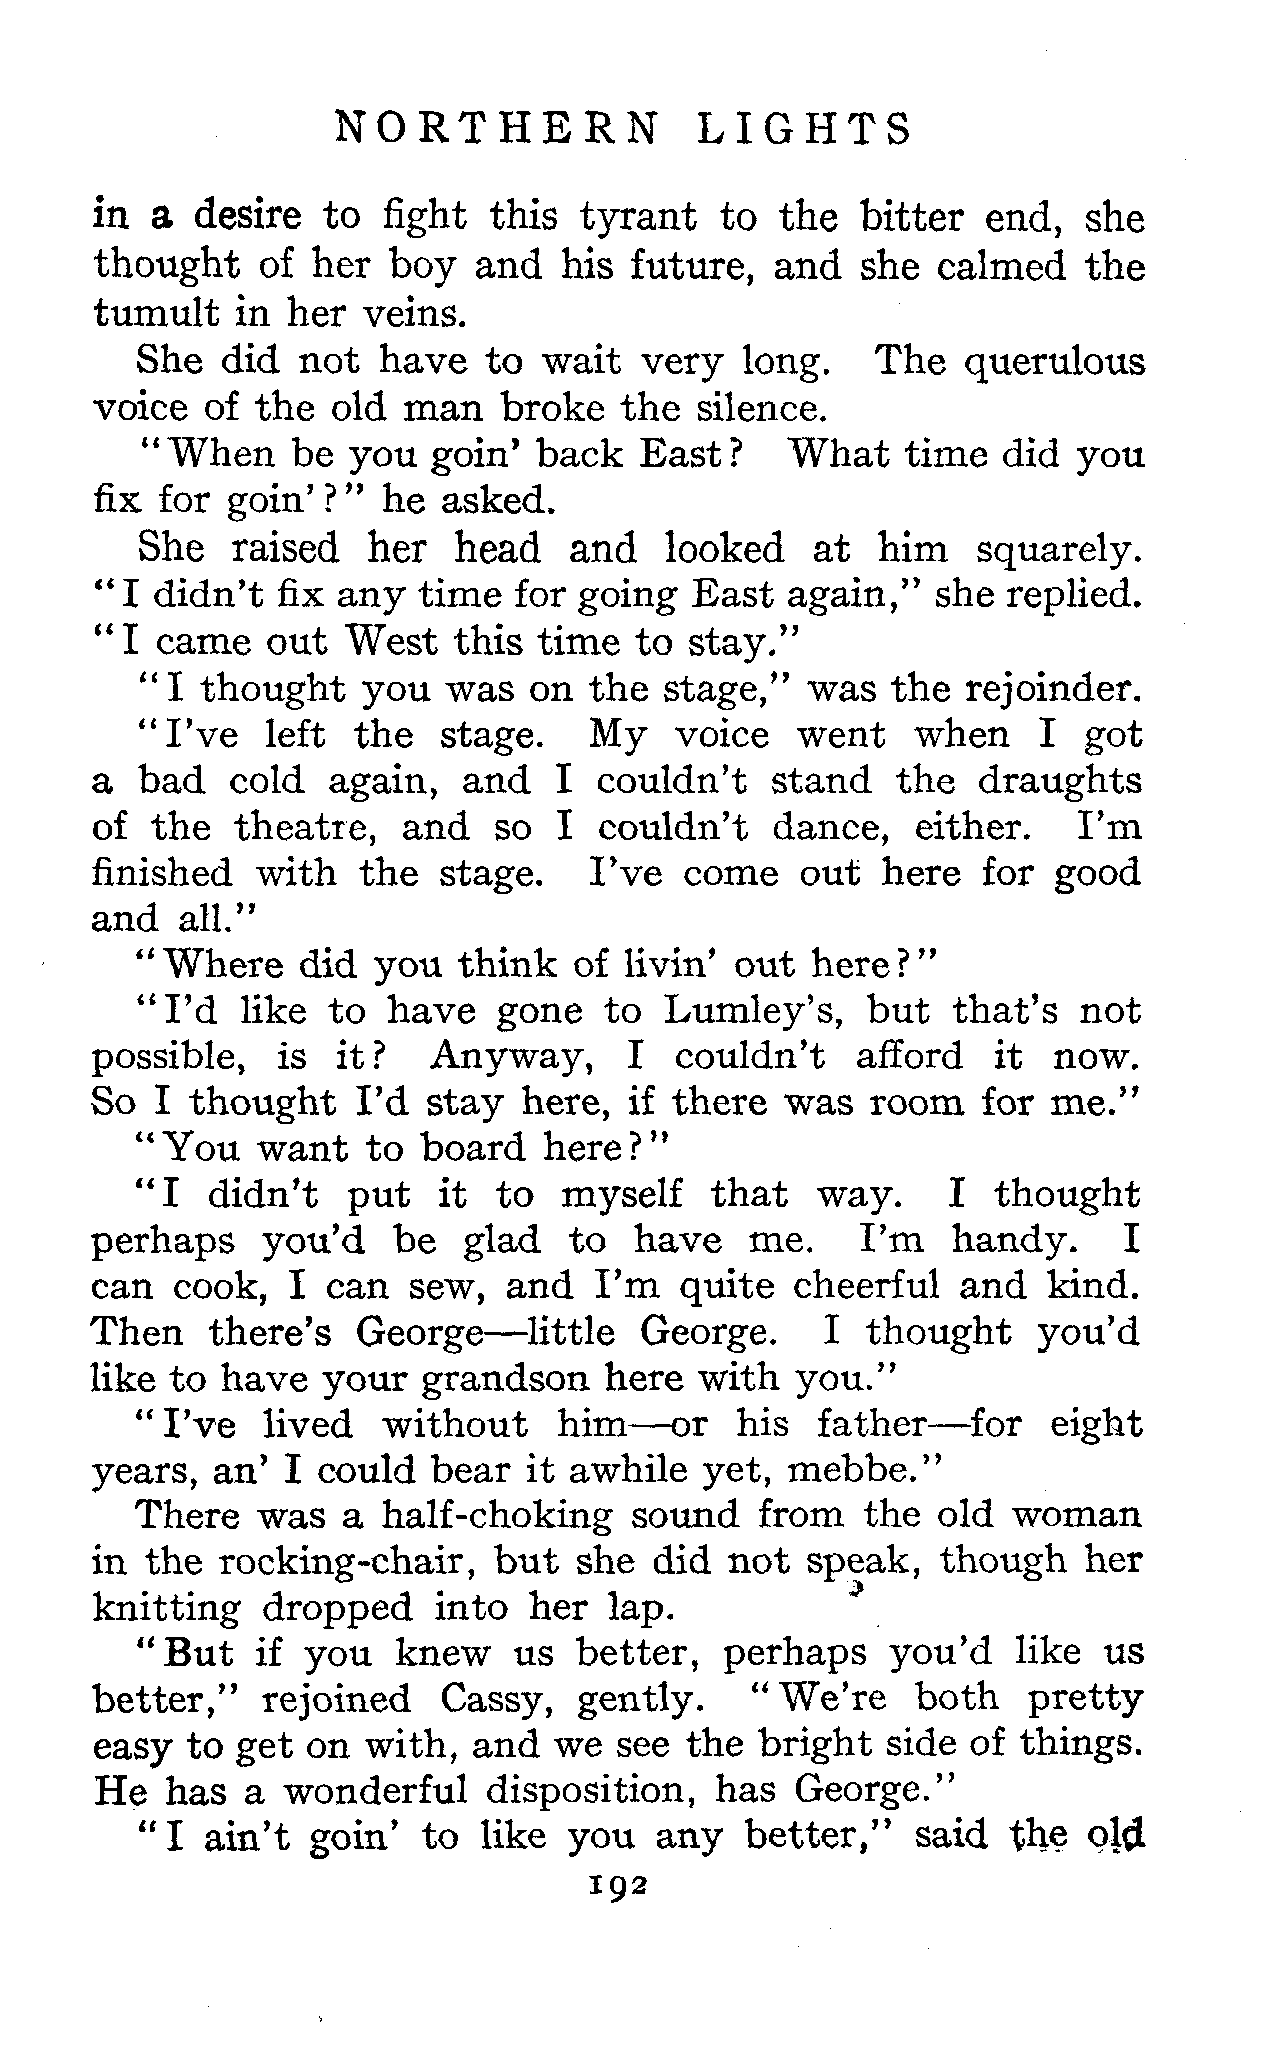 NORTHERN LIGHTS
in a desire to fight this tyrant to the bitter end, she
thought of her boy and his future, and she calmed the
tumult in her veins.
She did not have to wait very long. The querulous
voice of the old man broke the silence.
"When be you goin' back East? What time did you
fix for goin'?" he asked.
She raised her head and looked at him squarely.
"I didn't fix any time for going East again," she replied.
"I came out West this time to stay."
"I thought you was on the stage," was the rejoinder.
"I've left the stage. My voice went when I got
a bad cold again, and I couldn't stand the draughts
of the theatre, and so I couldn't dance, either. I'm
finished with the stage. I've come out here for good
and all."
"Where did you think of livin' out here?"
"I'd like to have gone to Lumley's, but that's not
possible, is it? Anyway, I couldn't afford it now.
So I thought I'd stay here, if there was room for me."
"You want to board here?"
"I didn't put it to myself that way. I thought
perhaps you'd be glad to have me. I'm handy. I
can cook, I can sew, and I'm quite cheerful and kind.
Then there's George—little George. I thought you'd
like to have your grandson here with you."
"I've lived without him—or his father—for eight
years, an' I could bear it awhile yet, mebbe."
There was a half-choking sound from the old woman
in the rocking-chair, but she did not speak, though her
knitting dropped into her lap.
"But if you knew us better, perhaps you'd like us
better," rejoined Cassy, gently. "We're both pretty
easy to get on with, and we see the bright side of things.
He has a wonderful disposition, has George."
"I ain't goin' to like you any better," said the old
192